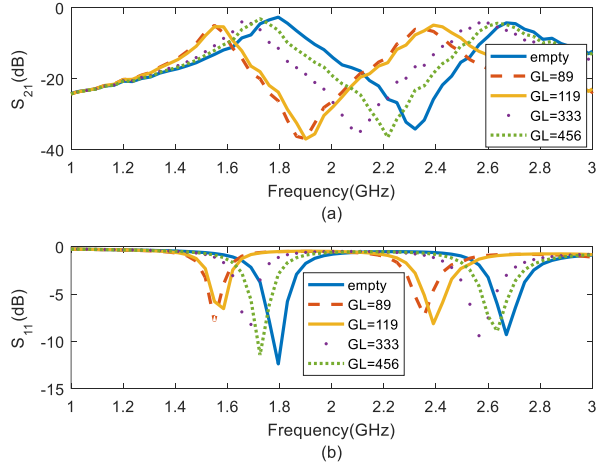 0
-20
-40
S21(dB)
empty
GL=89
GL=119
GL=333
GL=456
1 1.2 1.4 1.6 1.8 2 2.2 2.4 2.6 2.8 3
Frequency(GHz)
(a)
0
-5
-10
-15
S11(dB)
empty
GL=89
GL=119
GL=333
GL=456
1 1.2 1.4 1.6 1.8 2 2.2 2.4 2.6 2.8 3
Frequency(GHz)
(b)